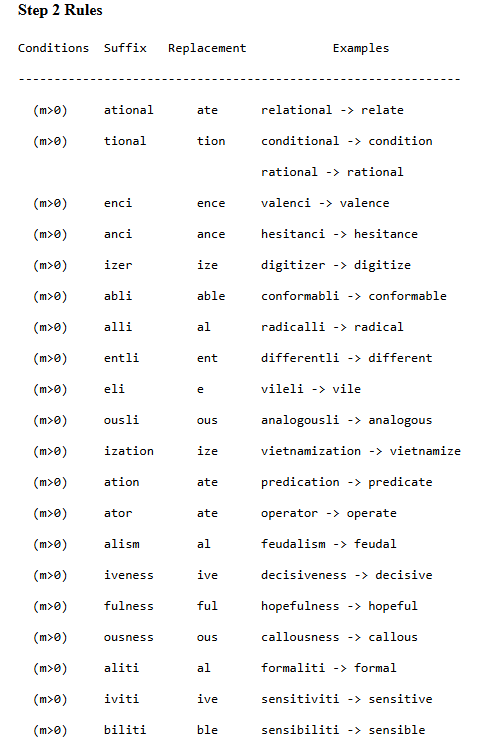 Step 2 Rules
Conditions Suffix Replacement Examples
--------------------------------------------------------------
(m>0) ational ate relational -> relate
(m>0) tional tion conditional -> condition
rational -> rational
(m>0) enci ence valenci -> valence
(m>0) anci ance hesitanci -> hesitance
(m>0) izer ize digitizer -> digitize
(m>0) abli able conformabli -> conformable
(m>0) alli al radicalli -> radical
(m>0) entli ent differentli -> different
(m>0) eli e vileli -> vile
(m>0) ousli ous analogousli -> analogous
(m>0) ization ize vietnamization -> vietnamize
(m>0) ation ate predication -> predicate
(m>0) ator ate operator -> operate
(m>0) alism al feudalism -> feudal
(m>0) iveness ive decisiveness -> decisive
(m>0) fulness ful hopefulness -> hopeful
(m>0) ousness ous callousness -> callous
(m>0) aliti al formaliti -> formal
(m>0) iviti ive sensitiviti -> sensitive
(m>0) biliti ble sensibiliti -> sensible